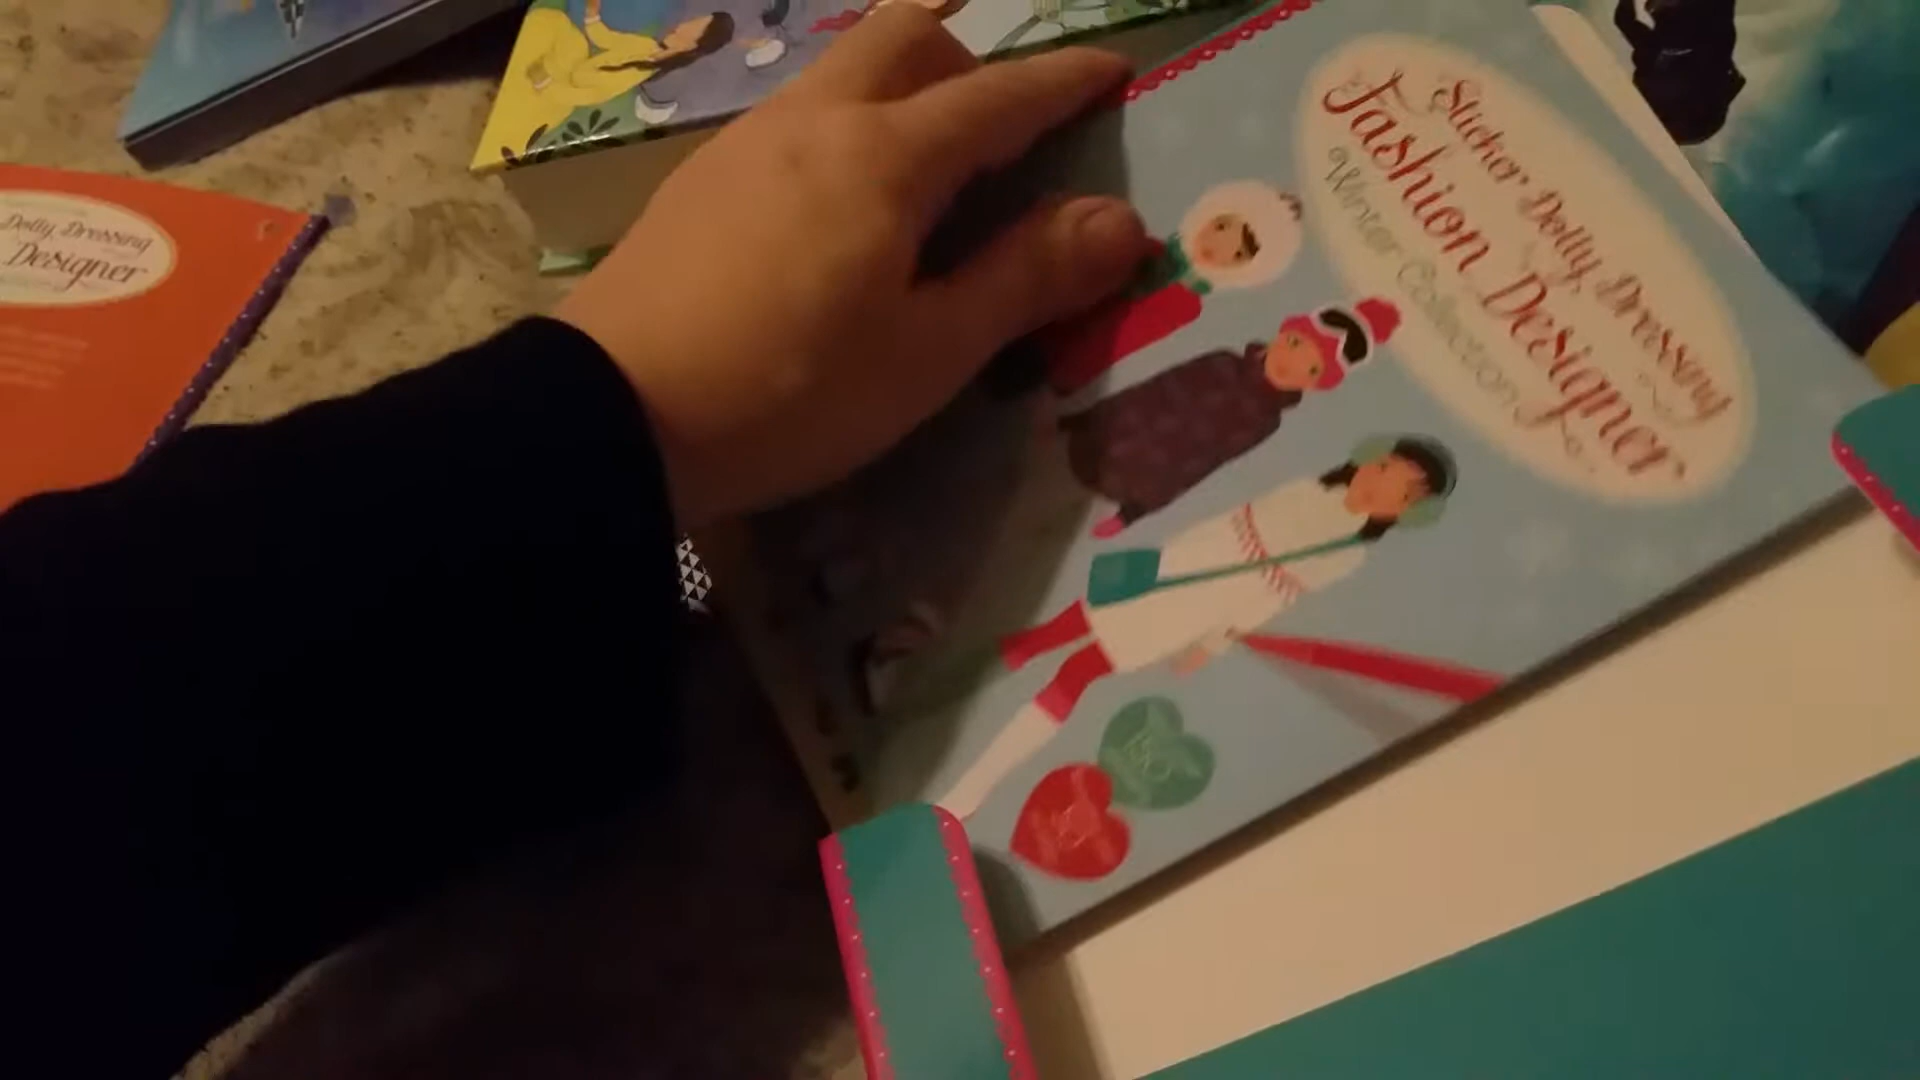 Sticker Dolly Dressing
Fashion Designer
Winter Collection
Dolly Dressing
Designer